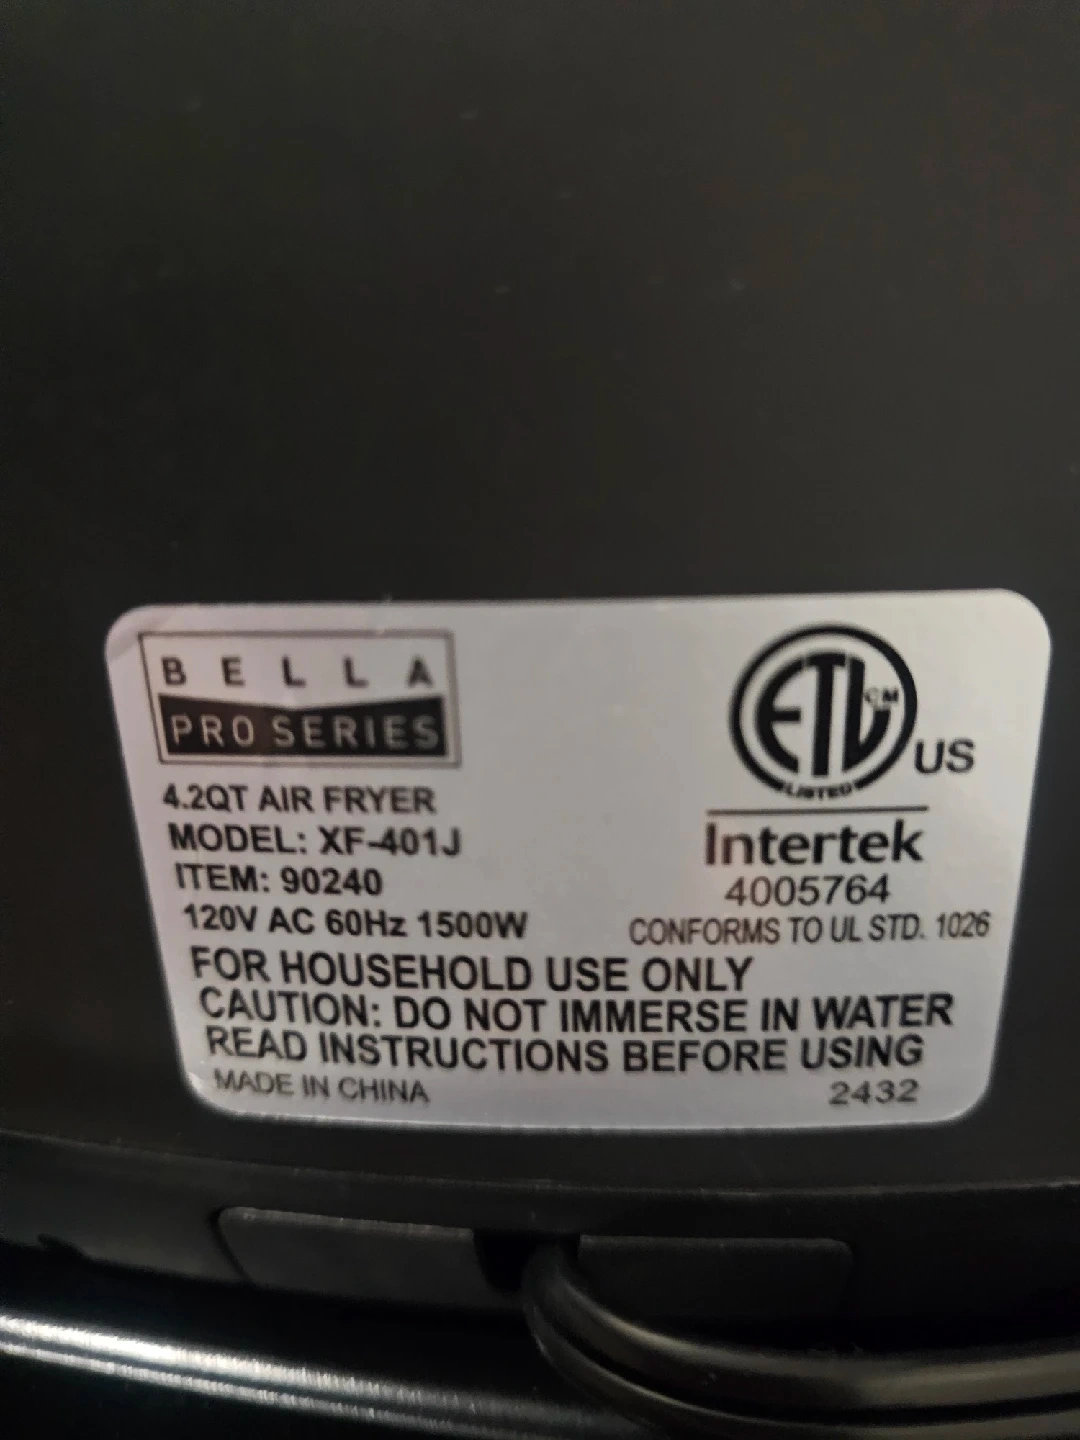 BELLA
PRO SERIES
4.2QT AIR FRYER
MODEL: XF-401J
ITEM: 90240
120V AC 60Hz 1500W
ETL CM
LISTED
US
Intertek
4005764
CONFORMS TO UL STD. 1026
FOR HOUSEHOLD USE ONLY
CAUTION: DO NOT IMMERSE IN WATER
READ INSTRUCTIONS BEFORE USING
MADE IN CHINA
2432